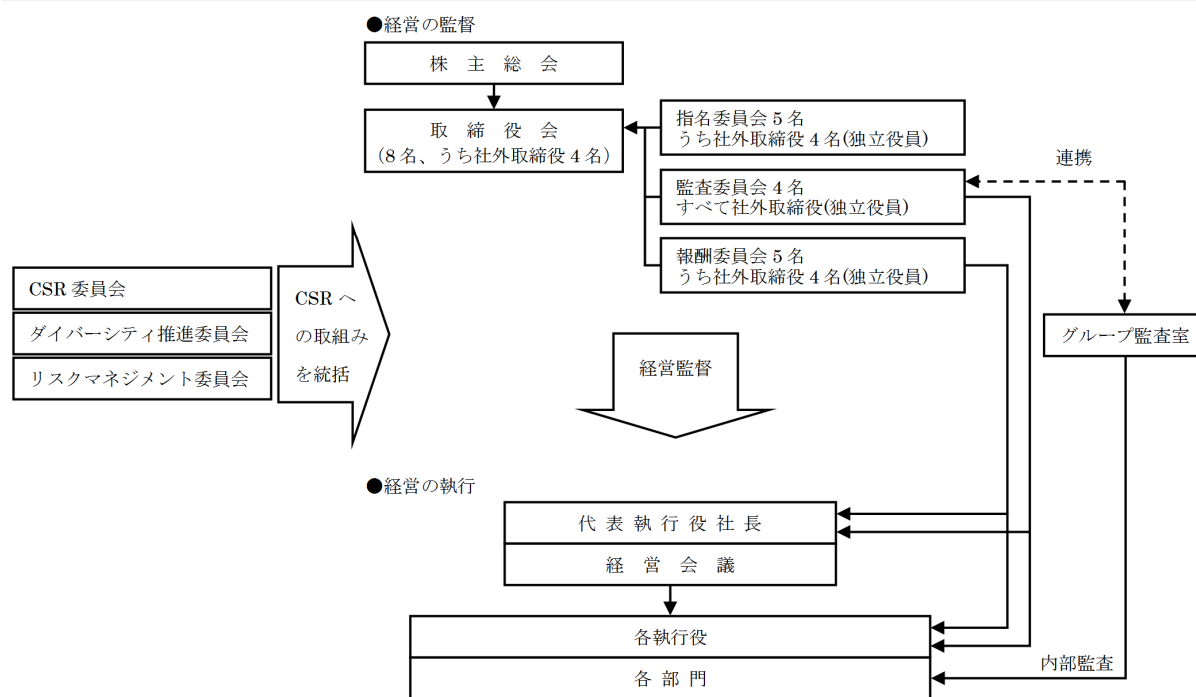 ●経営の監督
株 主 総 会
取 締 役 会
(8名、うち社外取締役4名)
指名委員会5名
うち社外取締役4名(独立役員)
監査委員会4名
すべて社外取締役(独立役員)
報酬委員会5名
うち社外取締役4名(独立役員)
連携
グループ監査室
CSR委員会
ダイバーシティ推進委員会
リスクマネジメント委員会
CSRへ
の取組み
を統括
経営監督
●経営の執行
代 表 執 行 役 社 長
経 営 会 議
各執行役
各 部 門
内部監査